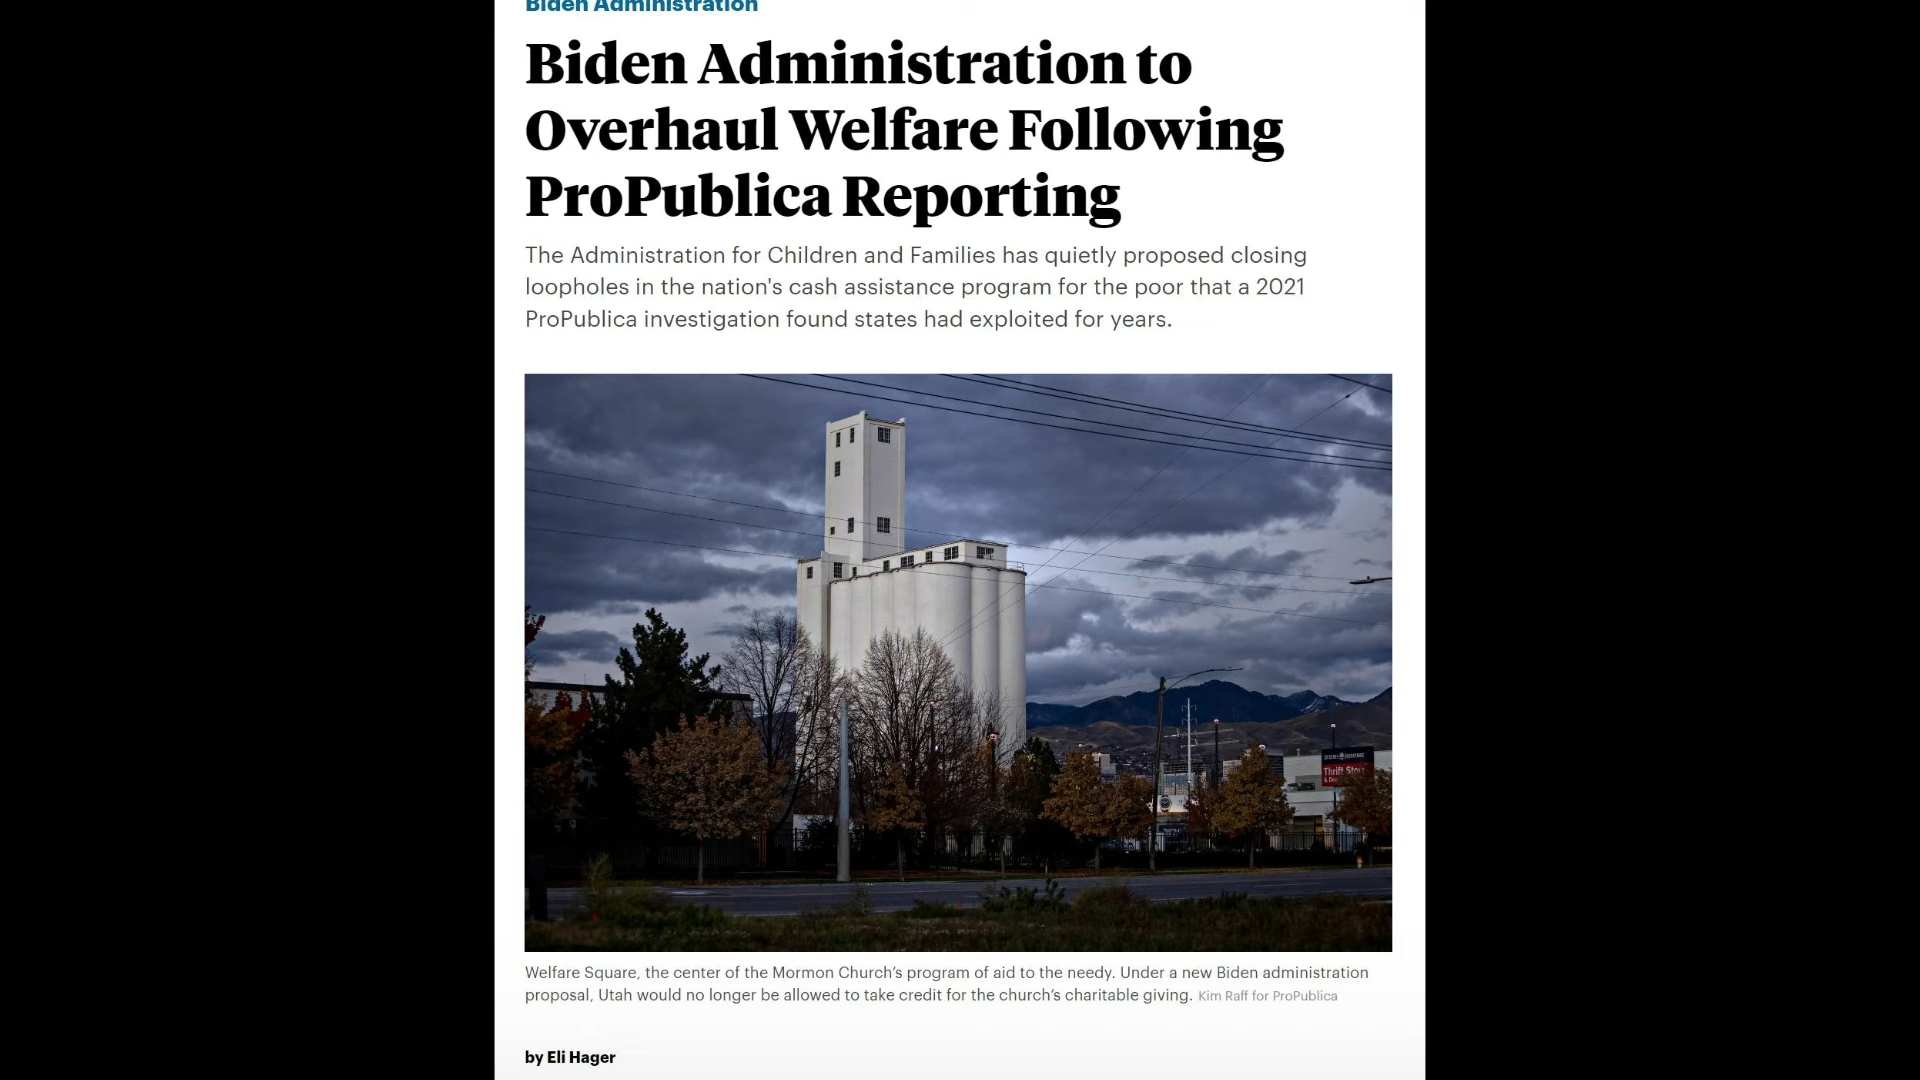 Biden Administration
Biden Administration to
Overhaul Welfare Following
ProPublica Reporting
The Administration for Children and Families has quietly proposed closing
loopholes in the nation's cash assistance program for the poor that a 2021
ProPublica investigation found states had exploited for years.
Thrift Store
Welfare Square, the center of the Mormon Church’s program of aid to the needy. Under a new Biden administration
proposal, Utah would no longer be allowed to take credit for the church’s charitable giving. Kim Raff for ProPublica
by Eli Hager